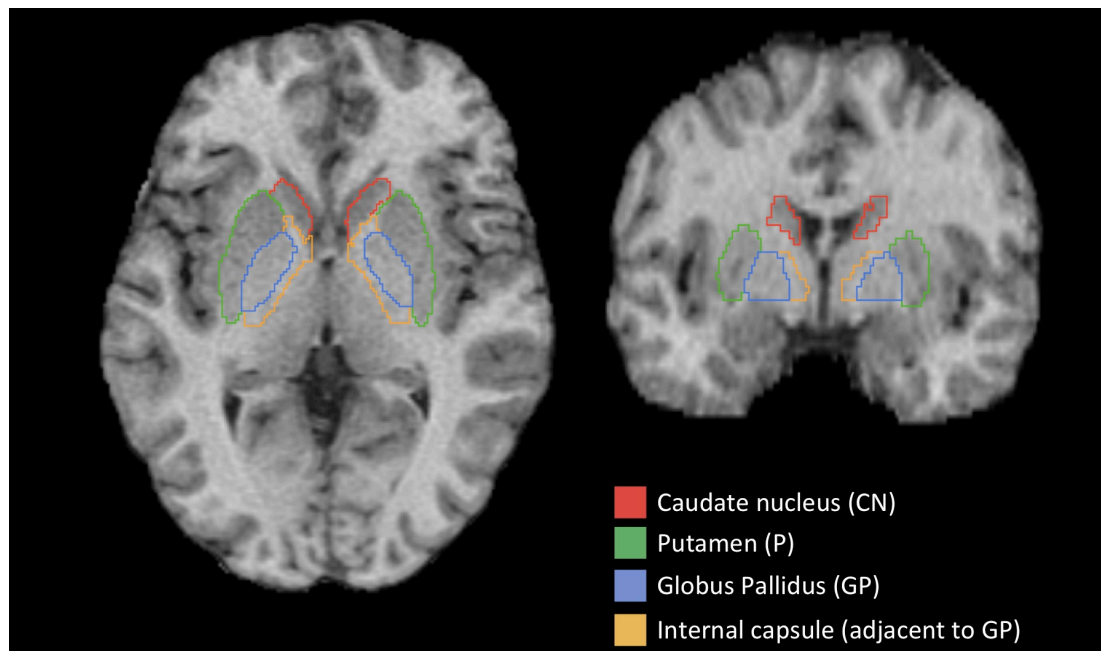 Caudate nucleus (CN)
Putamen (P)
Globus Pallidus (GP)
Internal capsule (adjacent to GP)